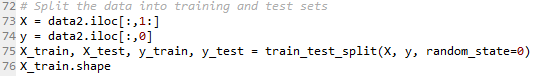 72 # Split the data into training and test sets
73 X = data2.iloc[:,1:]
74 y = data2.iloc[:,0]
75 X_train, X_test, y_train, y_test = train_test_split(X, y, random_state=0)
76 X_train.shape